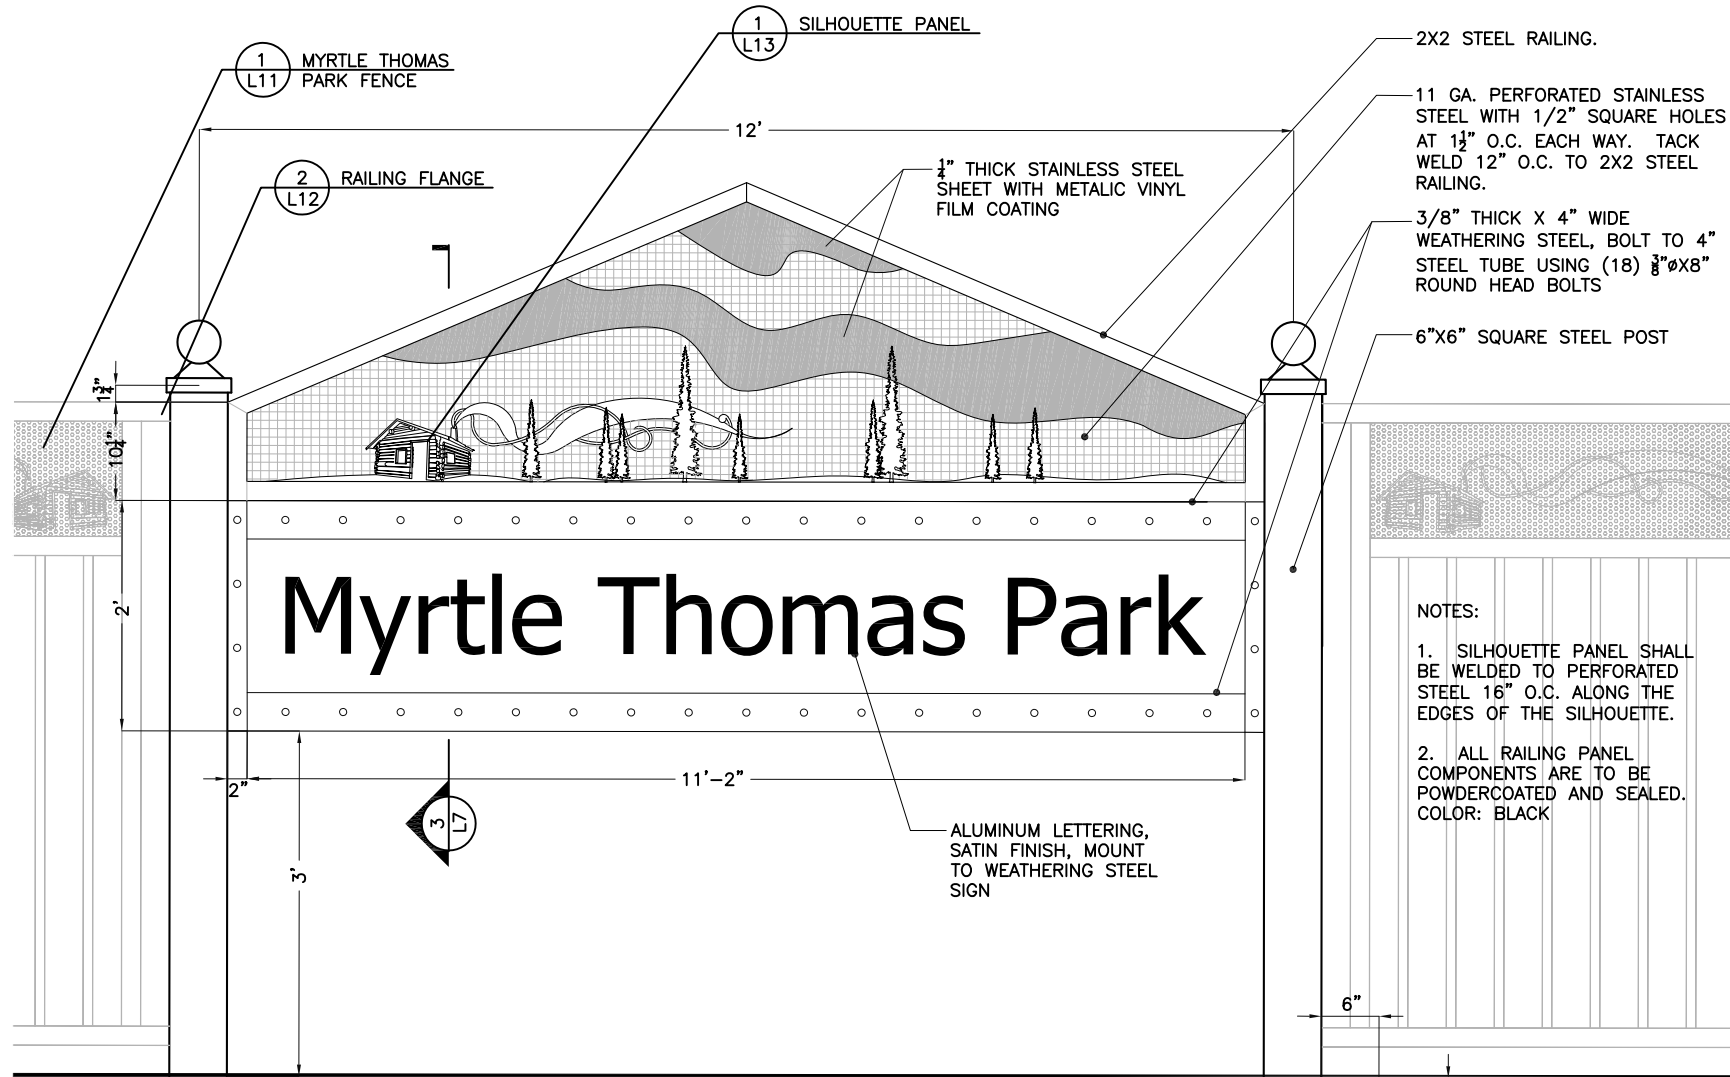 1
L13
SILHOUETTE PANEL
1
L11
MYRTLE THOMAS
PARK FENCE
2X2 STEEL RAILING.
11 GA. PERFORATED STAINLESS
STEEL WITH 1/2" SQUARE HOLES
AT 1½" O.C. EACH WAY. TACK
WELD 12" O.C. TO 2X2 STEEL
RAILING.
12'
2
L12
RAILING FLANGE
¼" THICK STAINLESS STEEL
SHEET WITH METALIC VINYL
FILM COATING
3/8" THICK X 4" WIDE
WEATHERING STEEL, BOLT TO 4"
STEEL TUBE USING (18) ⅜"øX8"
ROUND HEAD BOLTS
6"X6" SQUARE STEEL POST
1¾"
10¼"
2'
Myrtle Thomas Park
NOTES:
1. SILHOUETTE PANEL SHALL
BE WELDED TO PERFORATED
STEEL 16" O.C. ALONG THE
EDGES OF THE SILHOUETTE.
2. ALL RAILING PANEL
COMPONENTS ARE TO BE
POWDERCOATED AND SEALED.
COLOR: BLACK
2"
11'-2"
3
L7
3'
ALUMINUM LETTERING,
SATIN FINISH, MOUNT
TO WEATHERING STEEL
SIGN
6"